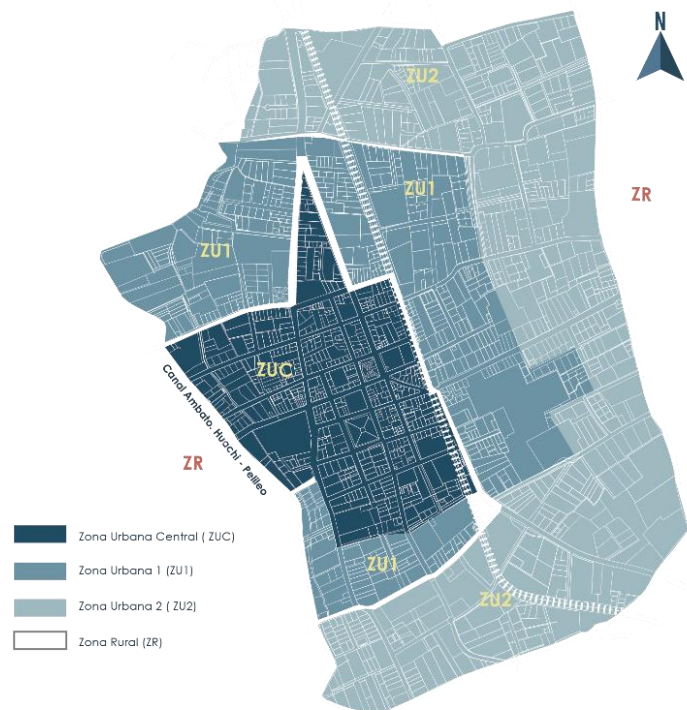 N
ZU2
ZU1
ZR
ZU1
ZUC
Canal Ambato, Huachi - Pelileo
ZR
Zona Urbana Central ( ZUC)
Zona Urbana 1 (ZU1)
ZU1
Zona Urbana 2 ( ZU2)
ZU2
Zona Rural (ZR)